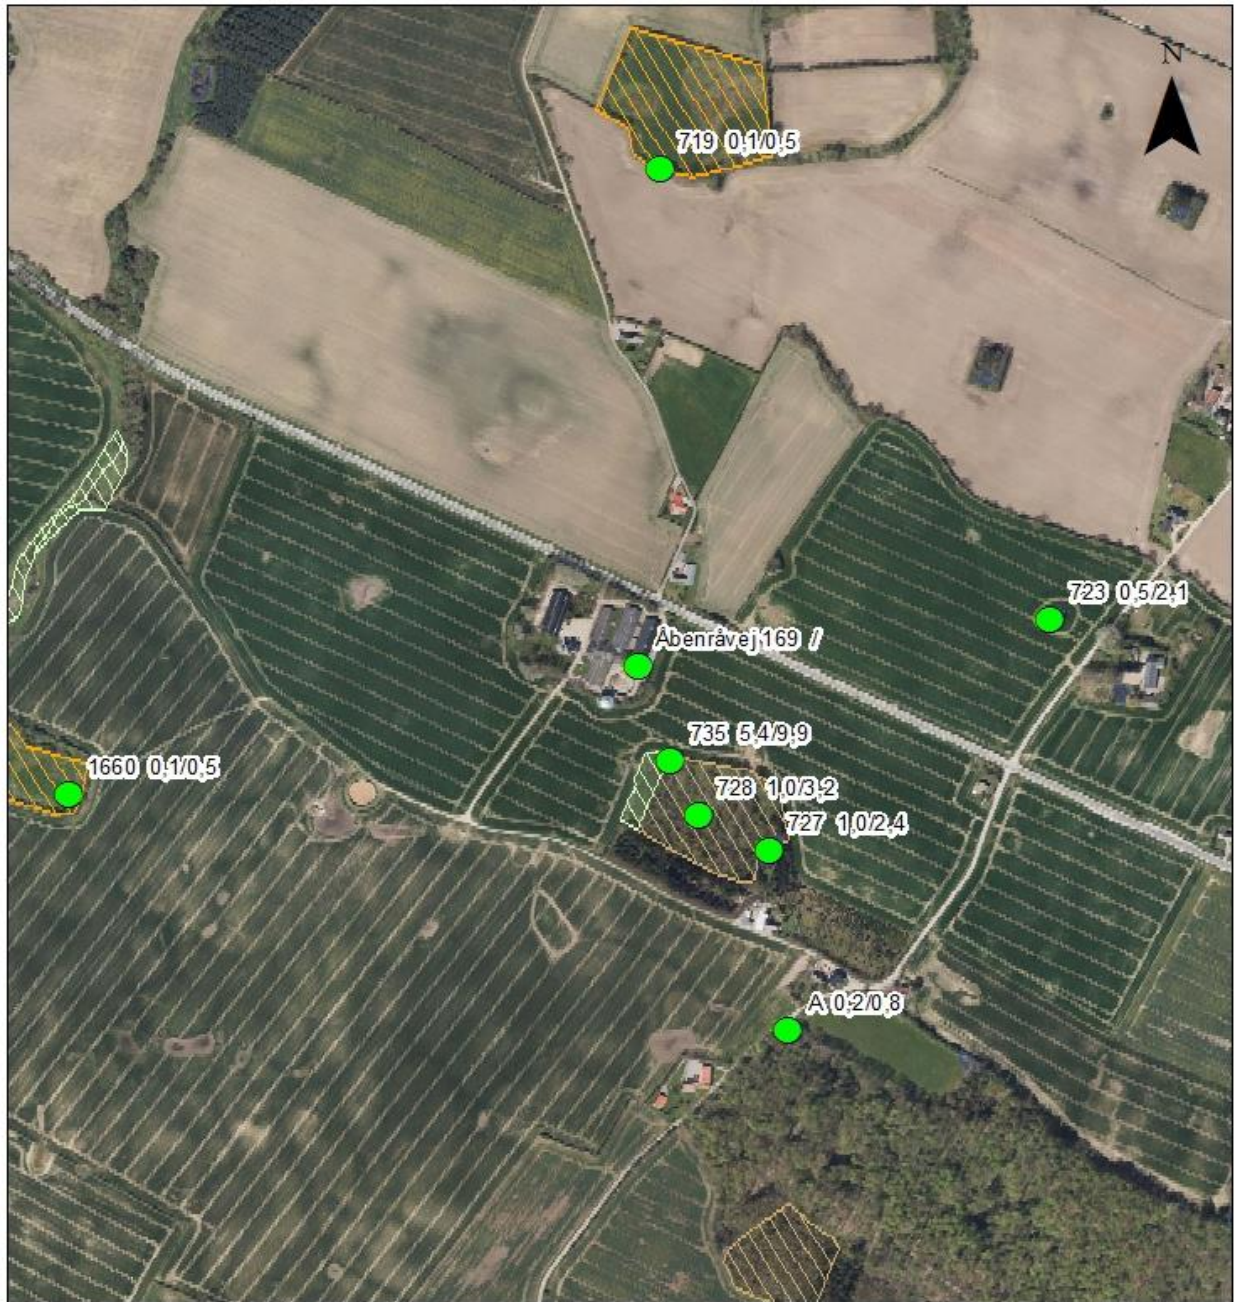 N
719 0,1/0,5
723 0,5/2,1
Åbenråvej 169 /
735 5,4/9,9
1660 0,1/0,5
728 1,0/3,2
727 1,0/2,4
A 0,2/0,8